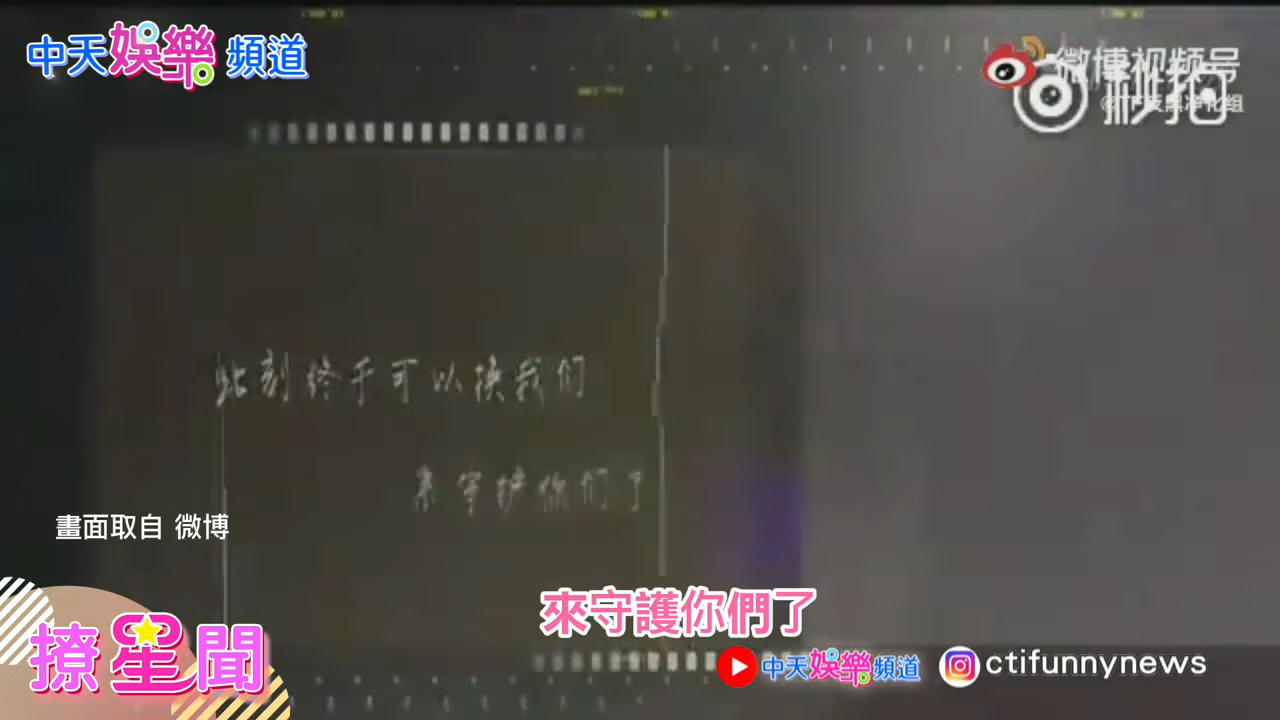 中天娛樂頻道
微博视频号
秒拍
此刻终于可以换我们
来守护你们了
畫面取自 微博
來守護你們了
撩星聞
中天娛樂頻道
ctifunnynews